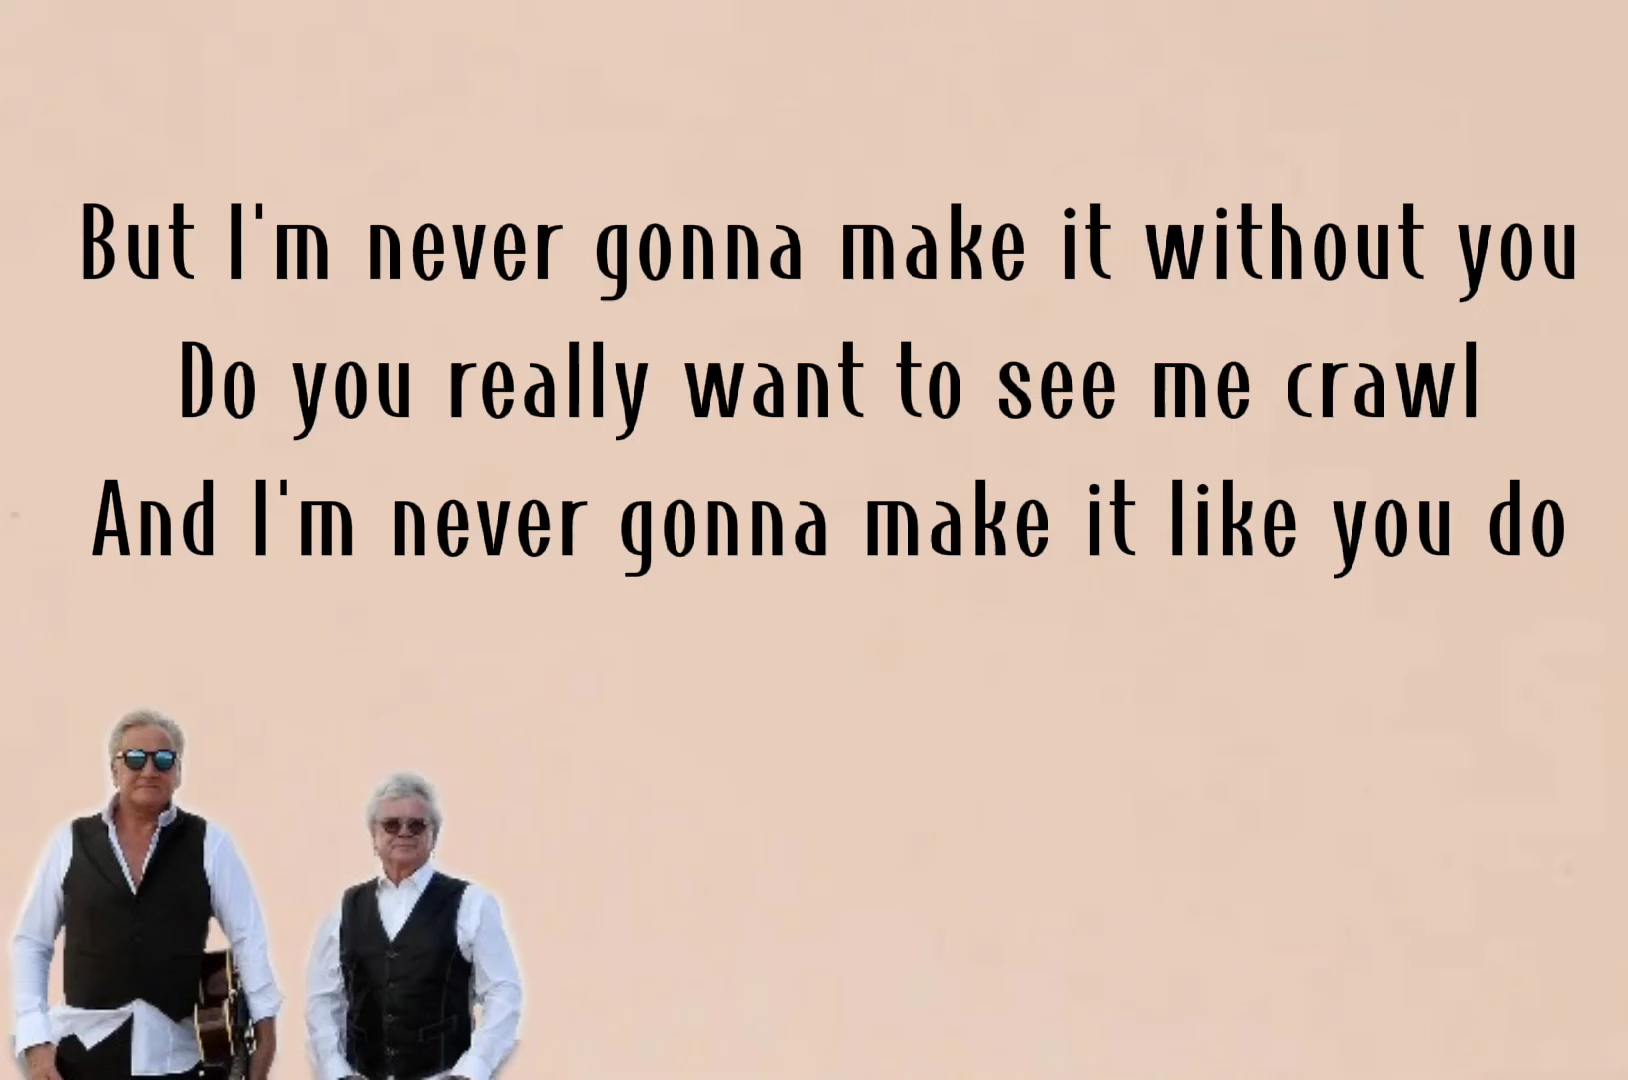 But I'm never gonna make it without you
Do you really want to see me crawl
And I'm never gonna make it like you do